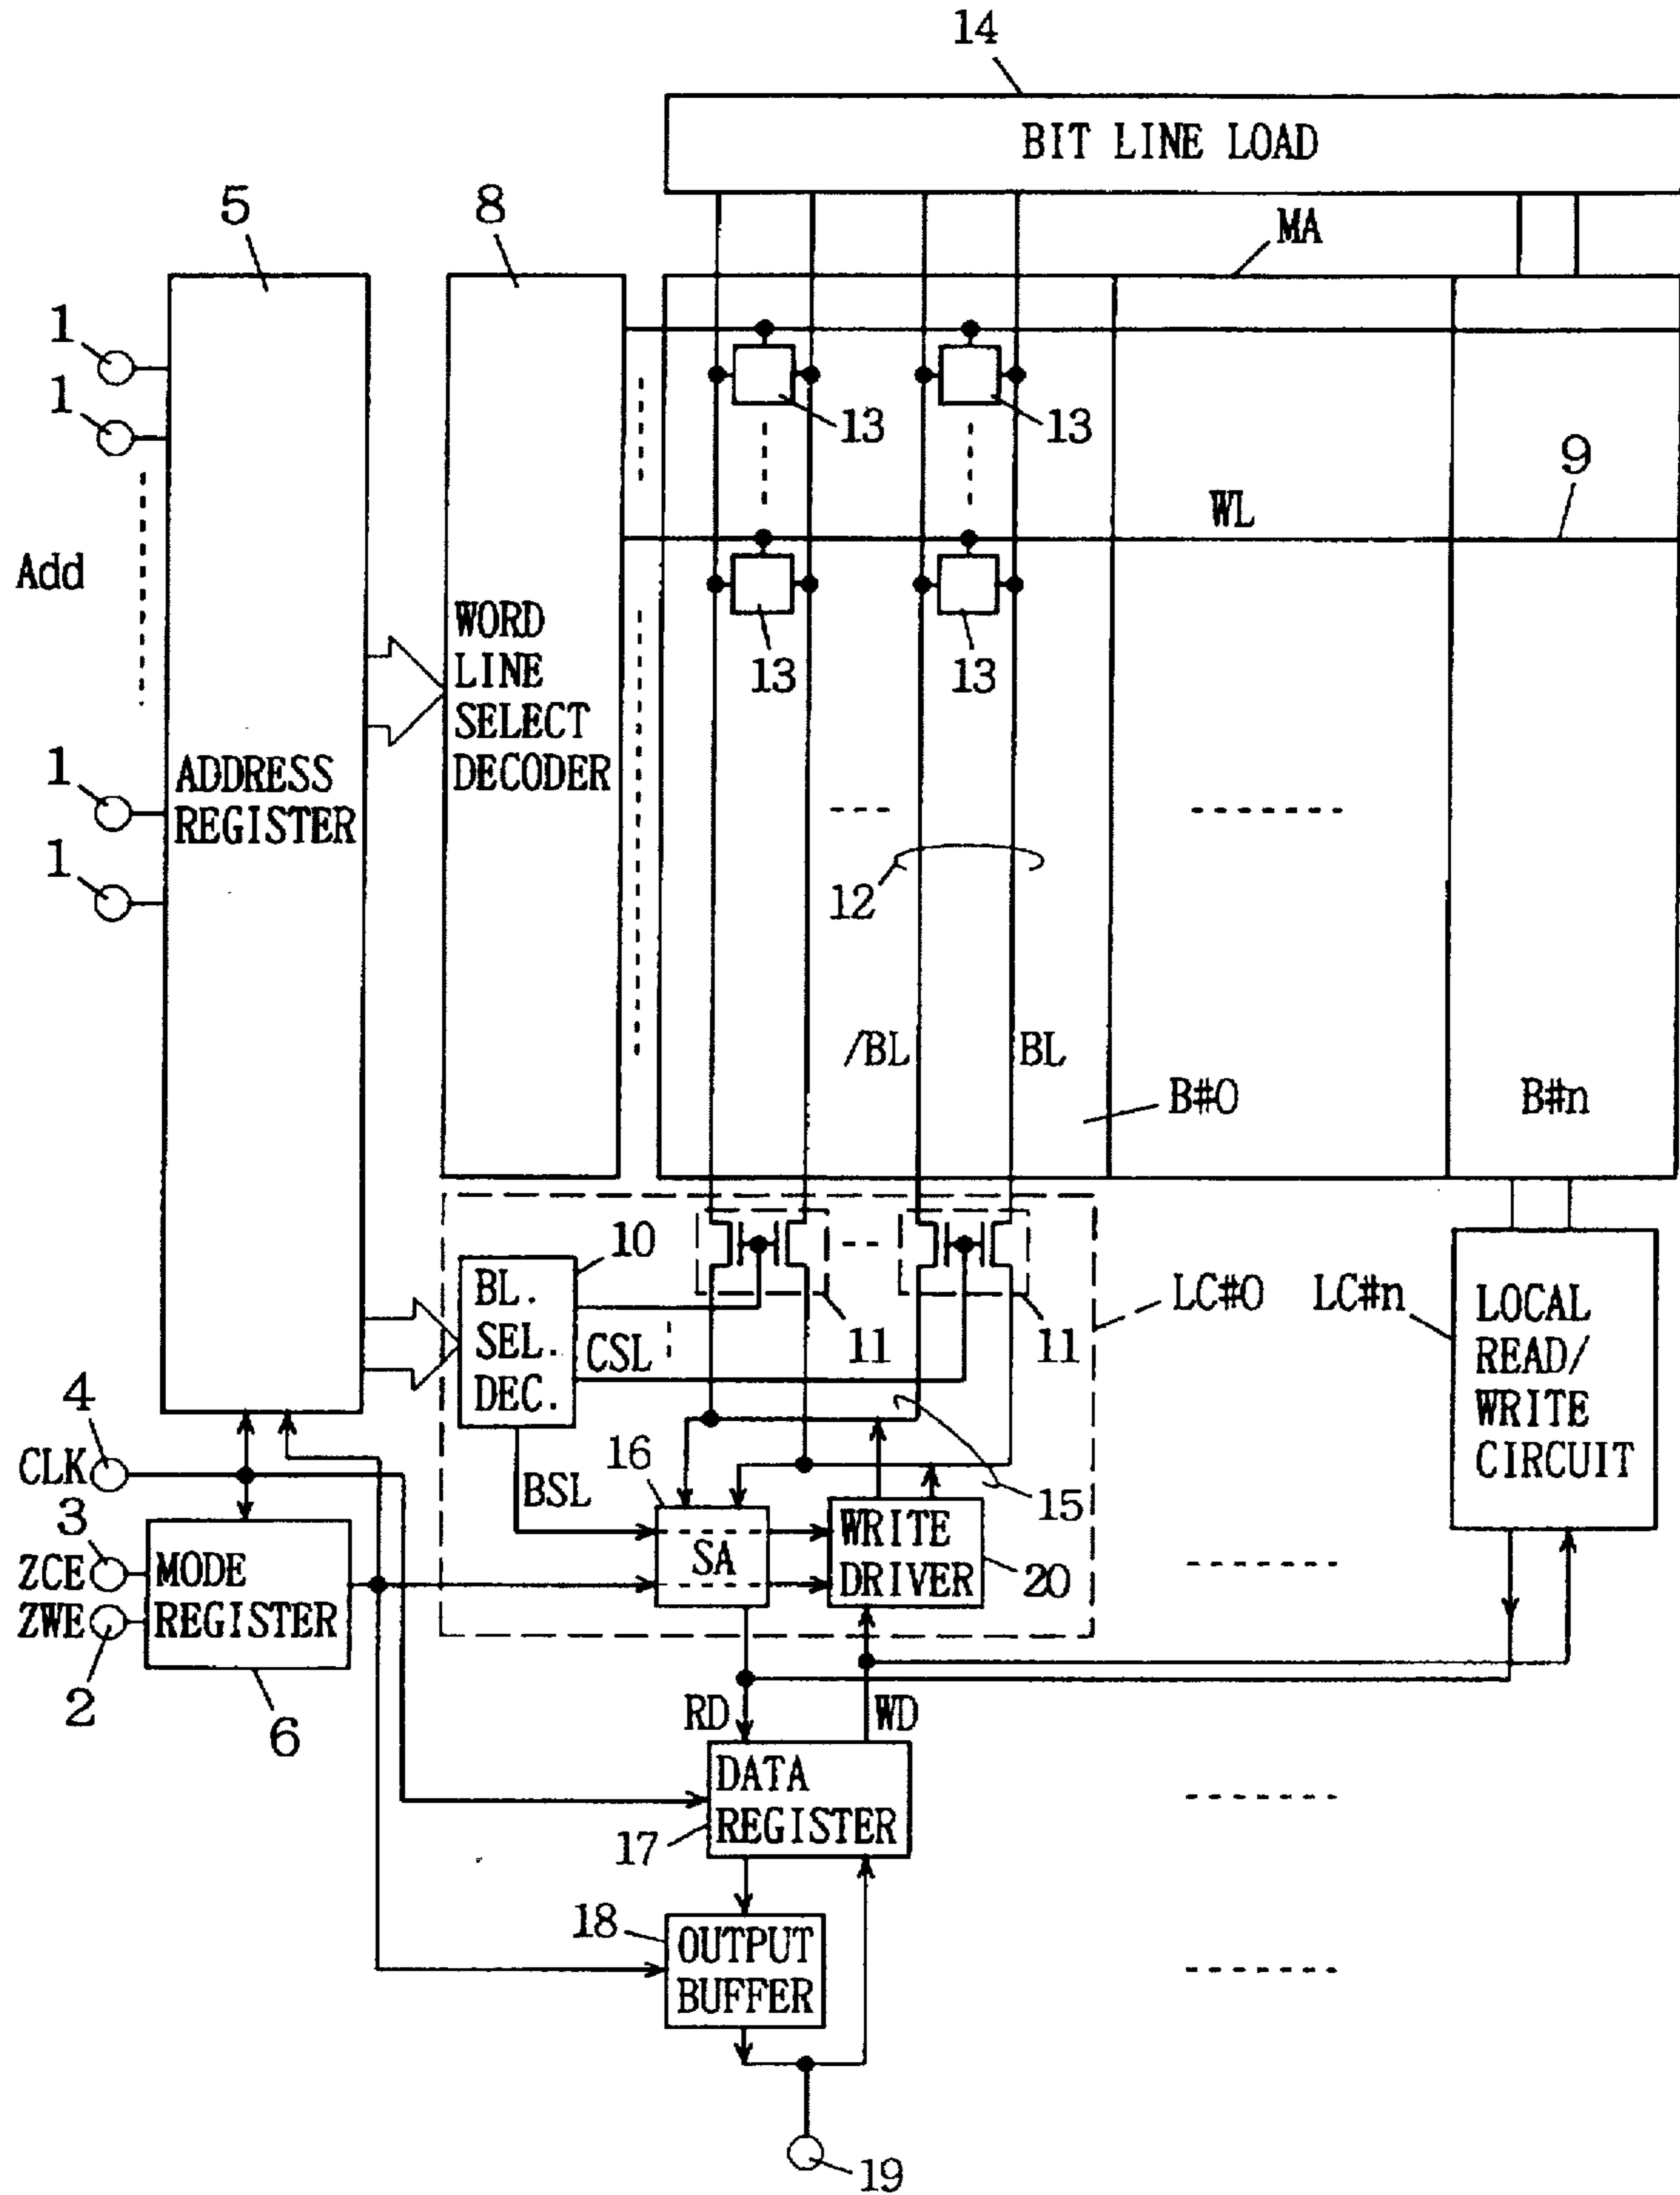 14
BIT LINE LOAD
5
8
MA
1
1
13
13
9
WL
Add
WORD
LINE
SELECT
DECODER
13
13
1
ADDRESS
REGISTER
1
12
/BL
BL
B#0
B#n
10
BL.
SEL.
DEC.
CSL
11
11
LC#0
LC#n
LOCAL
READ/
WRITE
CIRCUIT
4
CLK
16
BSL
15
3
ZCE
ZWE
2
MODE
REGISTER
6
SA
WRITE
DRIVER
20
RD
WD
DATA
REGISTER
17
18
OUTPUT
BUFFER
19